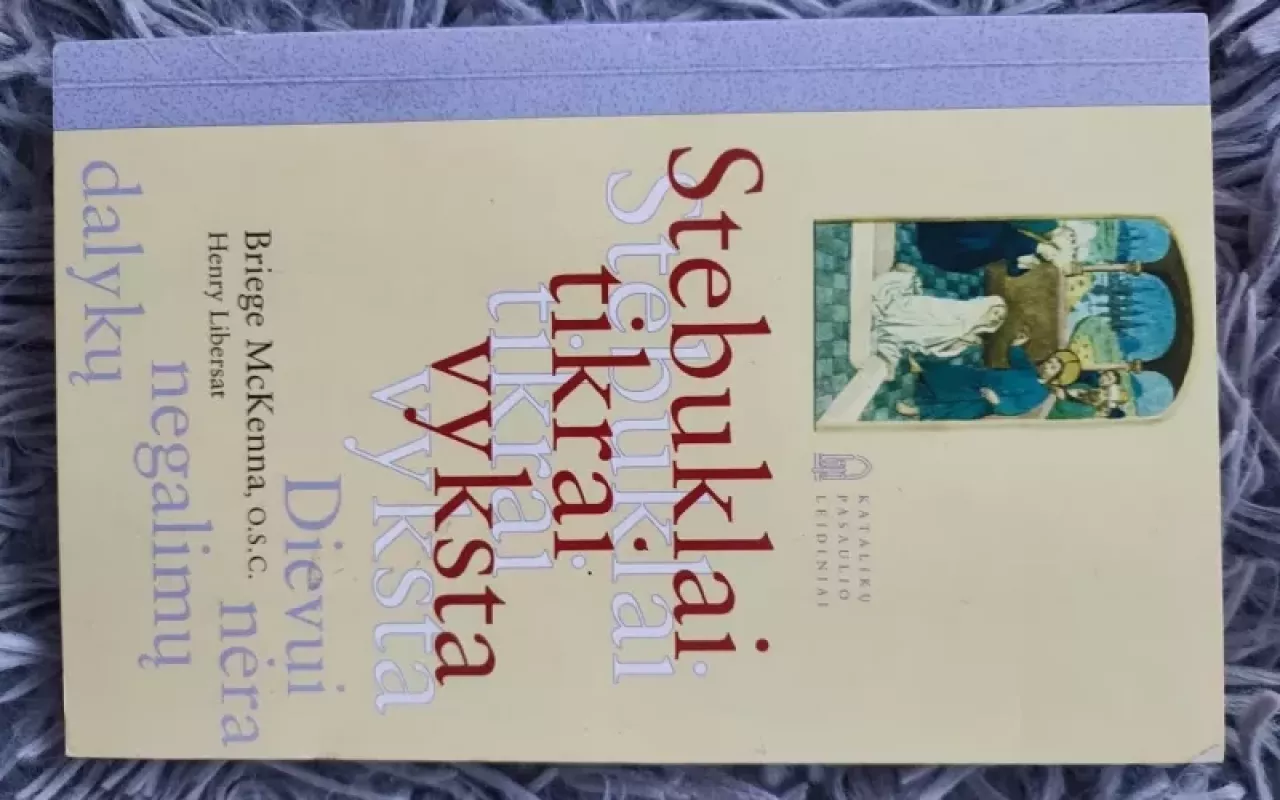 KATALIKŲ
PASAULIO
LEIDINIAI
Stebuklai
Stebuklai
tikrai
tikrai
vyksta
vyksta
Dievui
Briege McKenna, O.S.C.
nėra
Henry Libersat
negalimų
dalykų